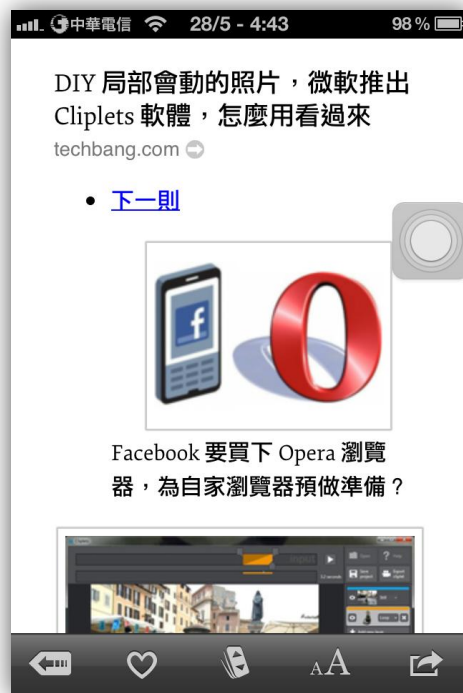 中華電信 28/5 - 4:43 98%
DIY 局部會動的照片，微軟推出
Cliplets 軟體，怎麼用看過來
techbang.com
下一則
f
Facebook 要買下 Opera 瀏覽
器，為自家瀏覽器預做準備？
AA